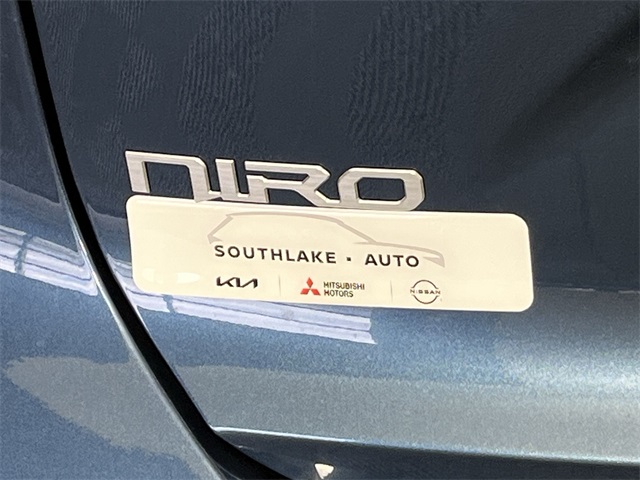 NIRO
SOUTHLAKE · AUTO
KIA MITSUBISHI MOTORS NISSAN